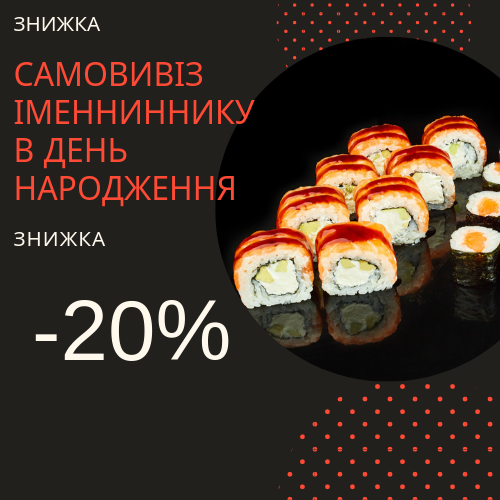 ЗНИЖКА
САМОВИВІЗ
ІМЕННИННИКУ
В ДЕНЬ
НАРОДЖЕННЯ
ЗНИЖКА
-20%